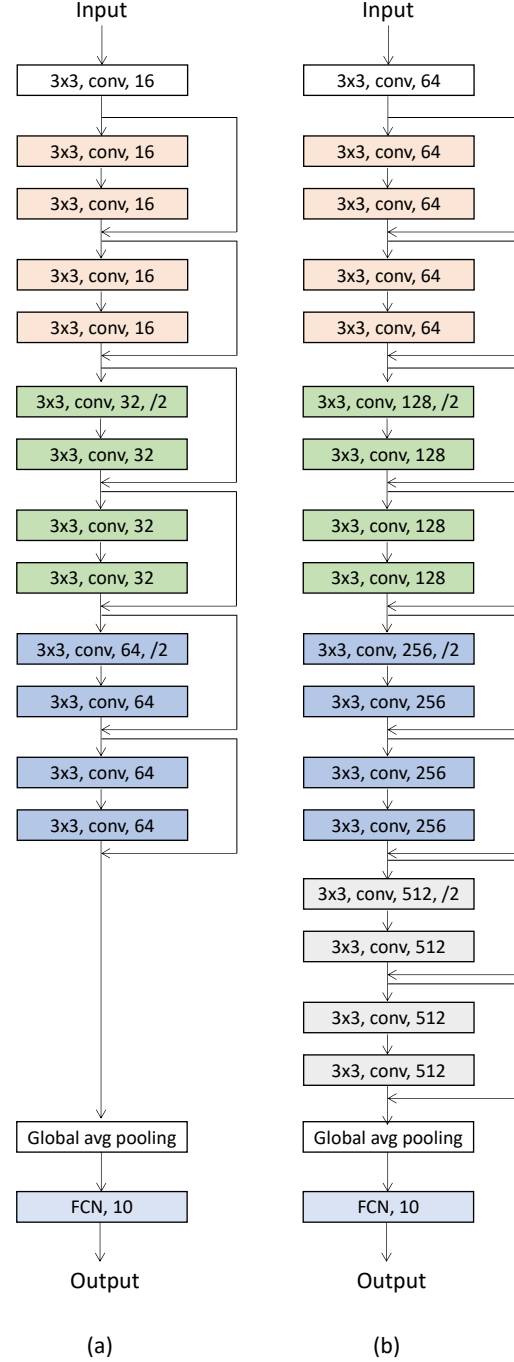 Input
3x3, conv, 16
3x3, conv, 16
3x3, conv, 16
3x3, conv, 16
3x3, conv, 16
3x3, conv, 32, /2
3x3, conv, 32
3x3, conv, 32
3x3, conv, 32
3x3, conv, 64, /2
3x3, conv, 64
3x3, conv, 64
3x3, conv, 64
Global avg pooling
FCN, 10
Output
(a)
Input
3x3, conv, 64
3x3, conv, 64
3x3, conv, 64
3x3, conv, 64
3x3, conv, 64
3x3, conv, 128, /2
3x3, conv, 128
3x3, conv, 128
3x3, conv, 128
3x3, conv, 256, /2
3x3, conv, 256
3x3, conv, 256
3x3, conv, 256
3x3, conv, 512, /2
3x3, conv, 512
3x3, conv, 512
3x3, conv, 512
Global avg pooling
FCN, 10
Output
(b)